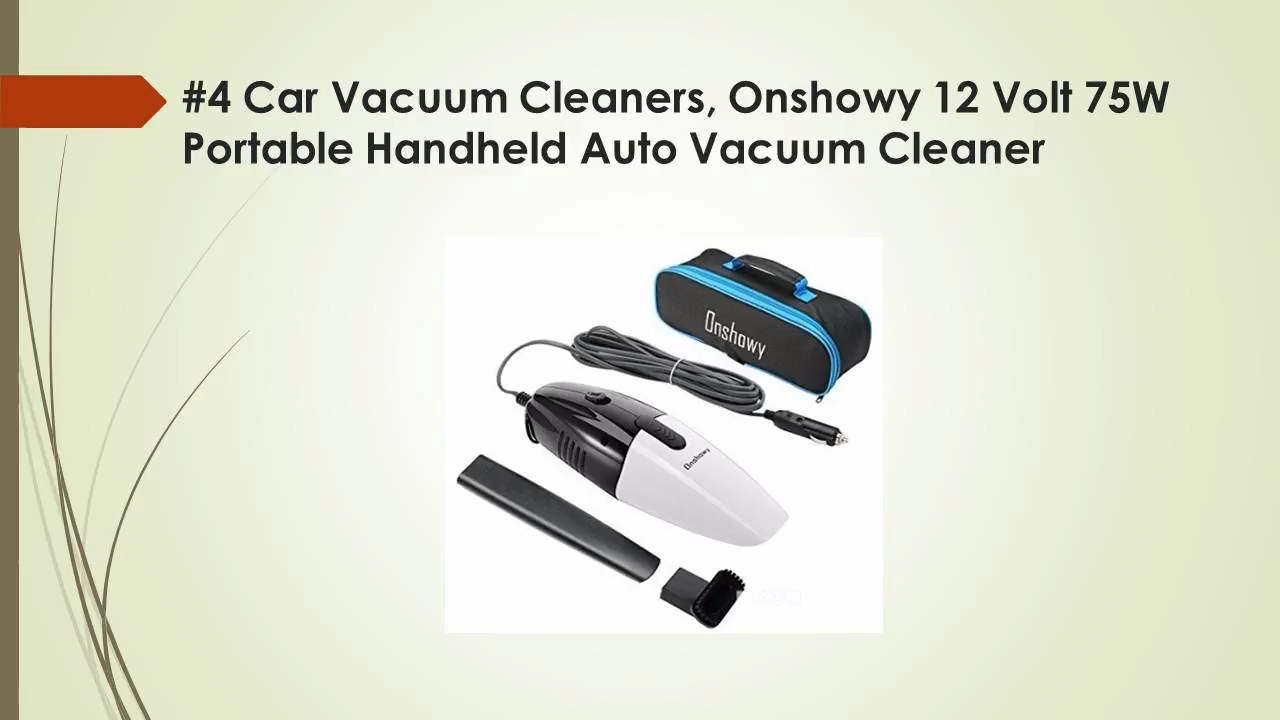 #4 Car Vacuum Cleaners, Onshowy 12 Volt 75W
Portable Handheld Auto Vacuum Cleaner
Onshowy
Onshowy